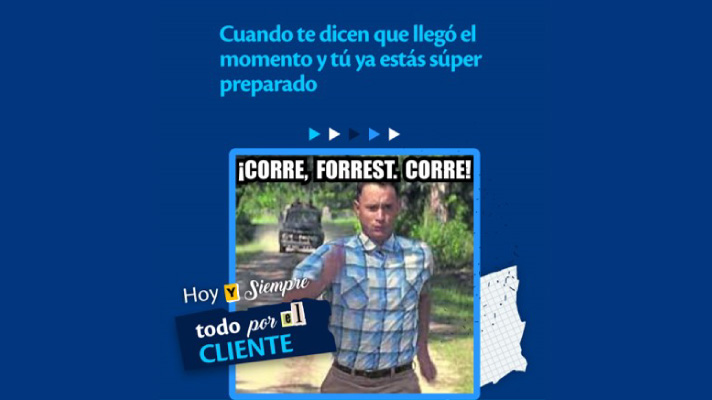 Cuando te dicen que llegó el
momento y tú ya estás súper
preparado
¡CORRE, FORREST. CORRE!
Hoy Y Siempre
todo por el
CLIENTE